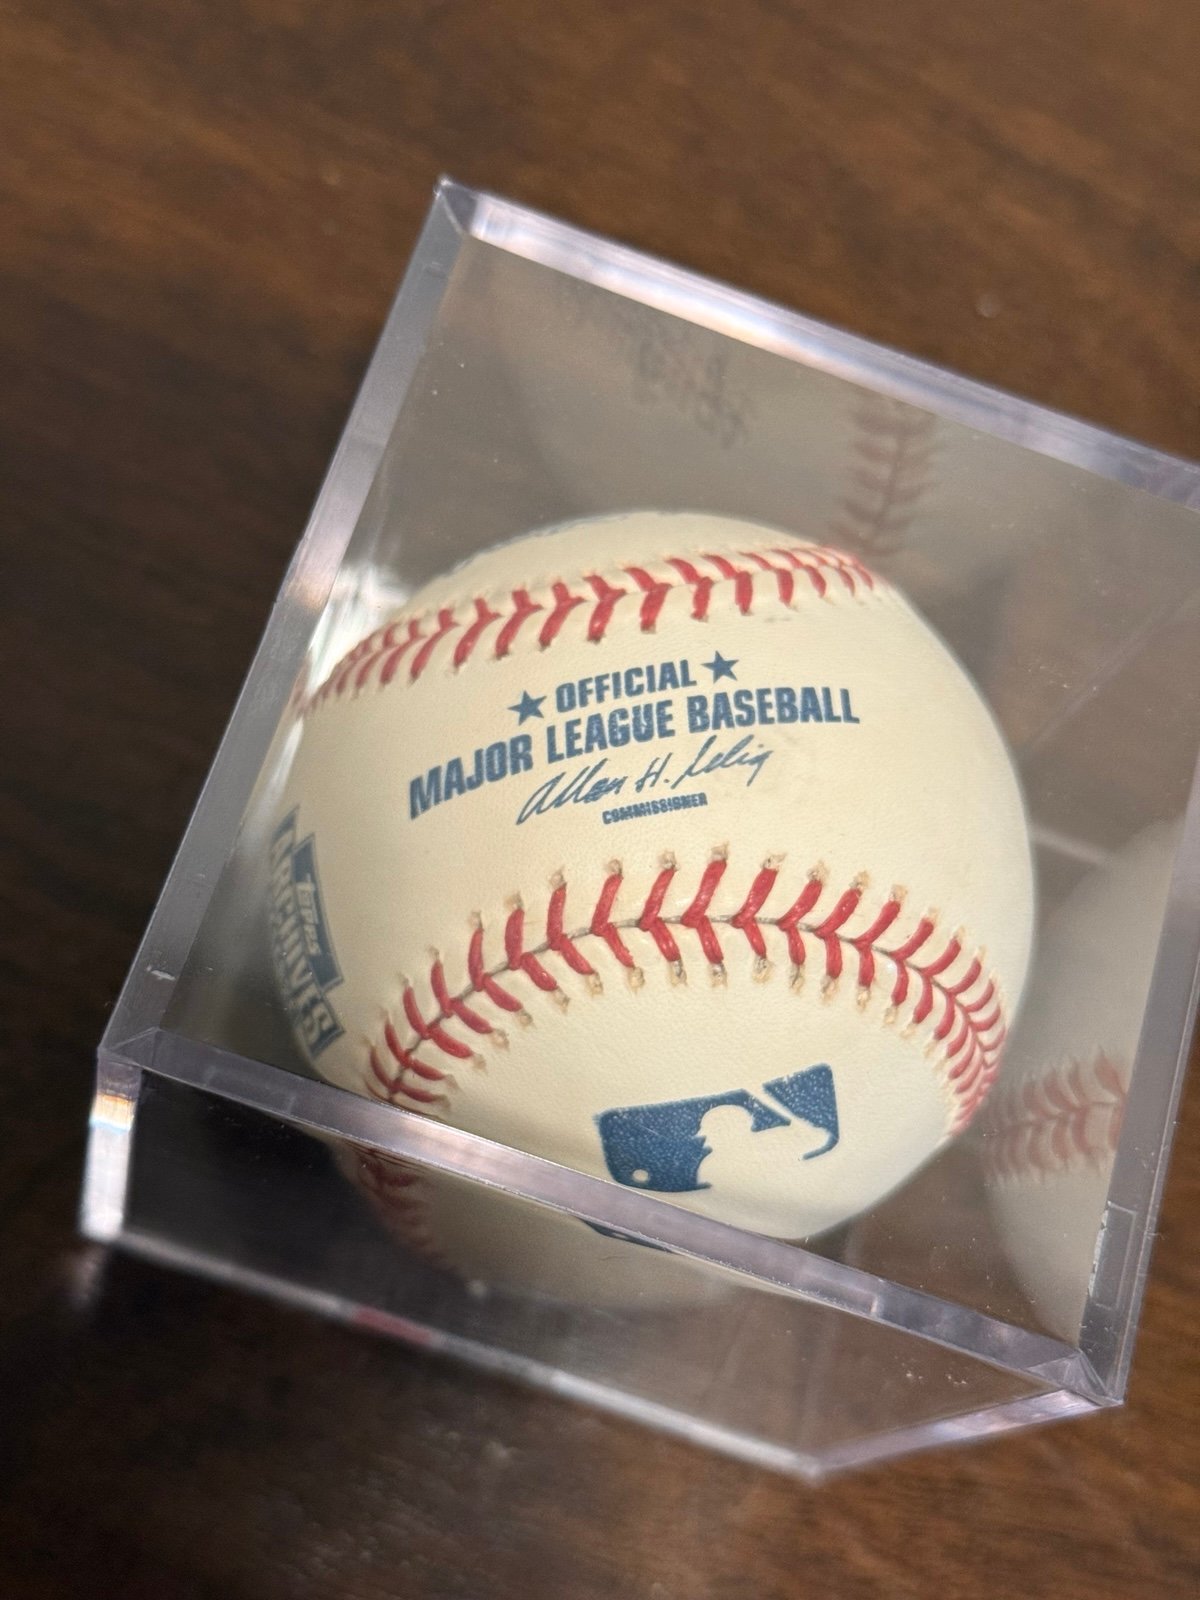 ★ OFFICIAL ★
MAJOR LEAGUE BASEBALL
Allan H. Selig
COMMISSIONER
topps
ARCHIVES